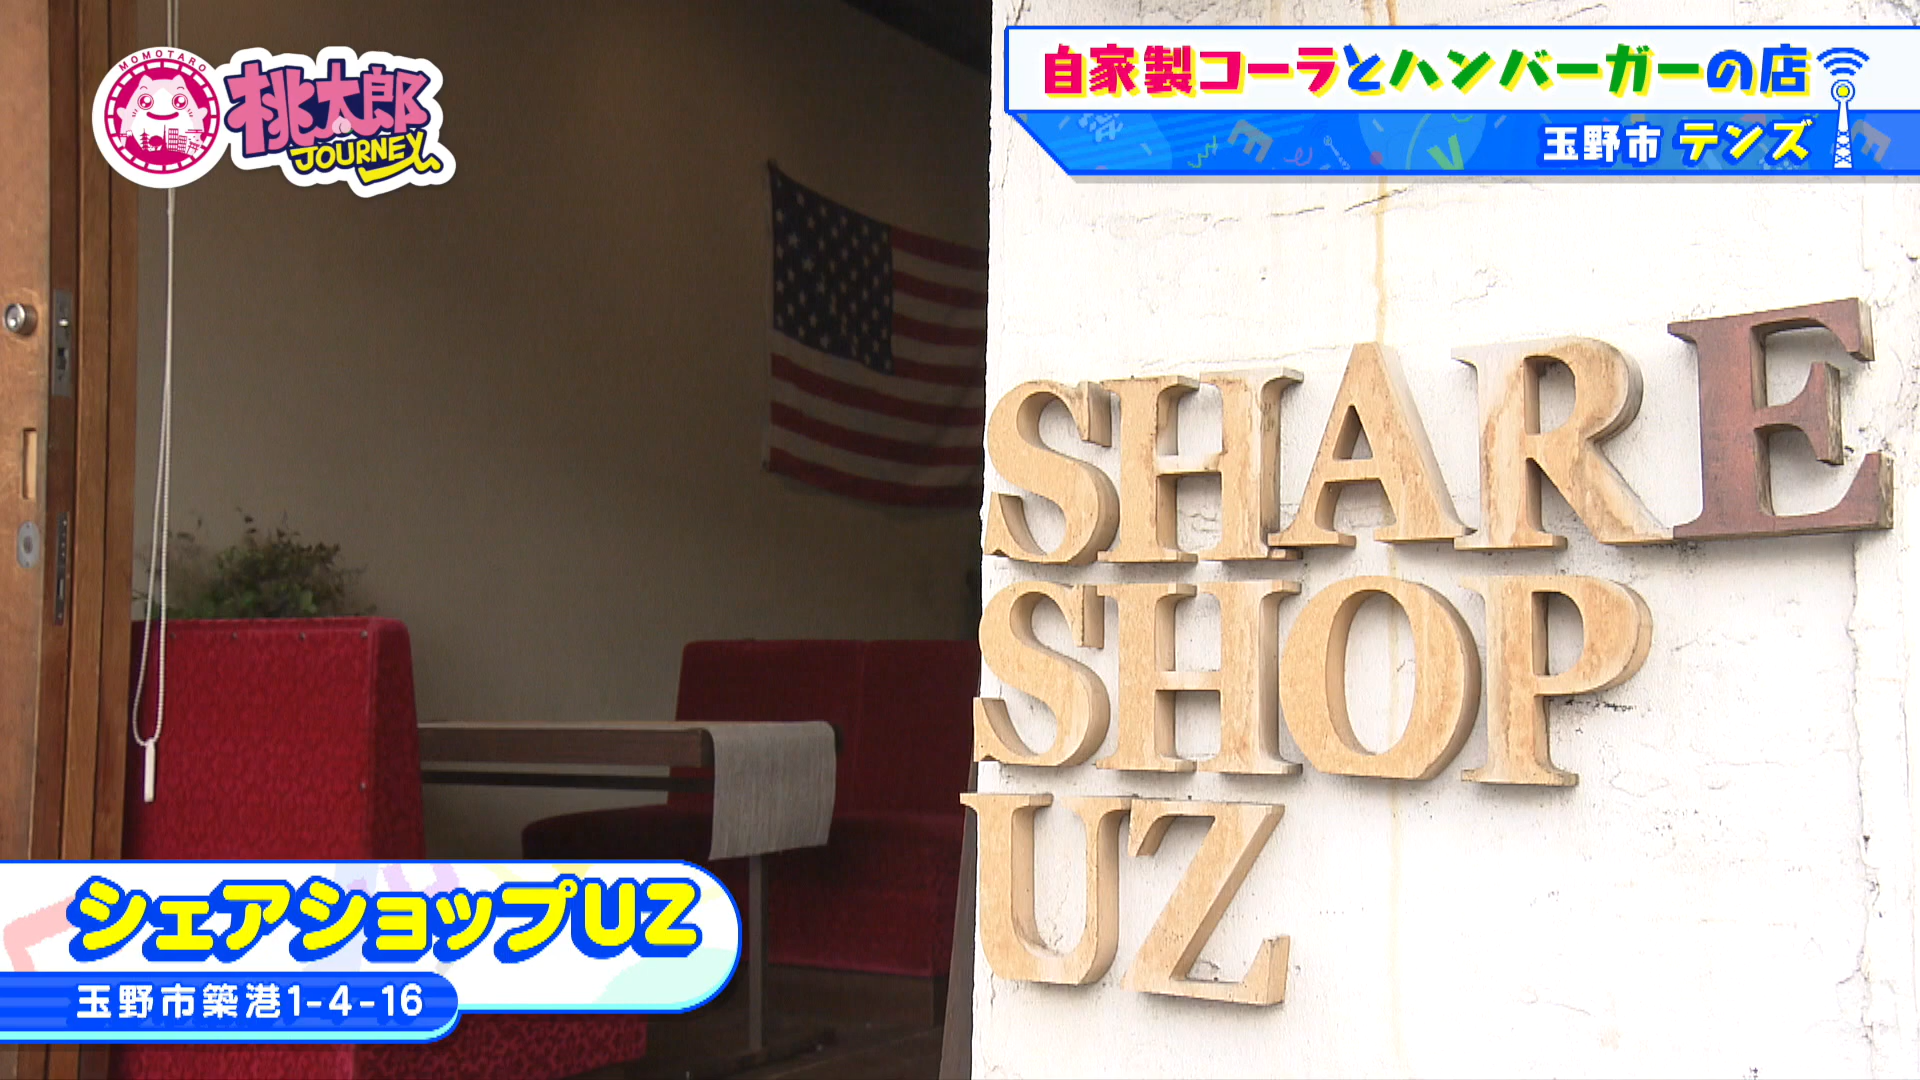 MOMOTARO
桃太郎
JOURNEY
自家製コーラとハンバーガーの店
玉野市 テンズ
SHARE
SHOP
UZ
シェアショップUZ
玉野市築港1-4-16